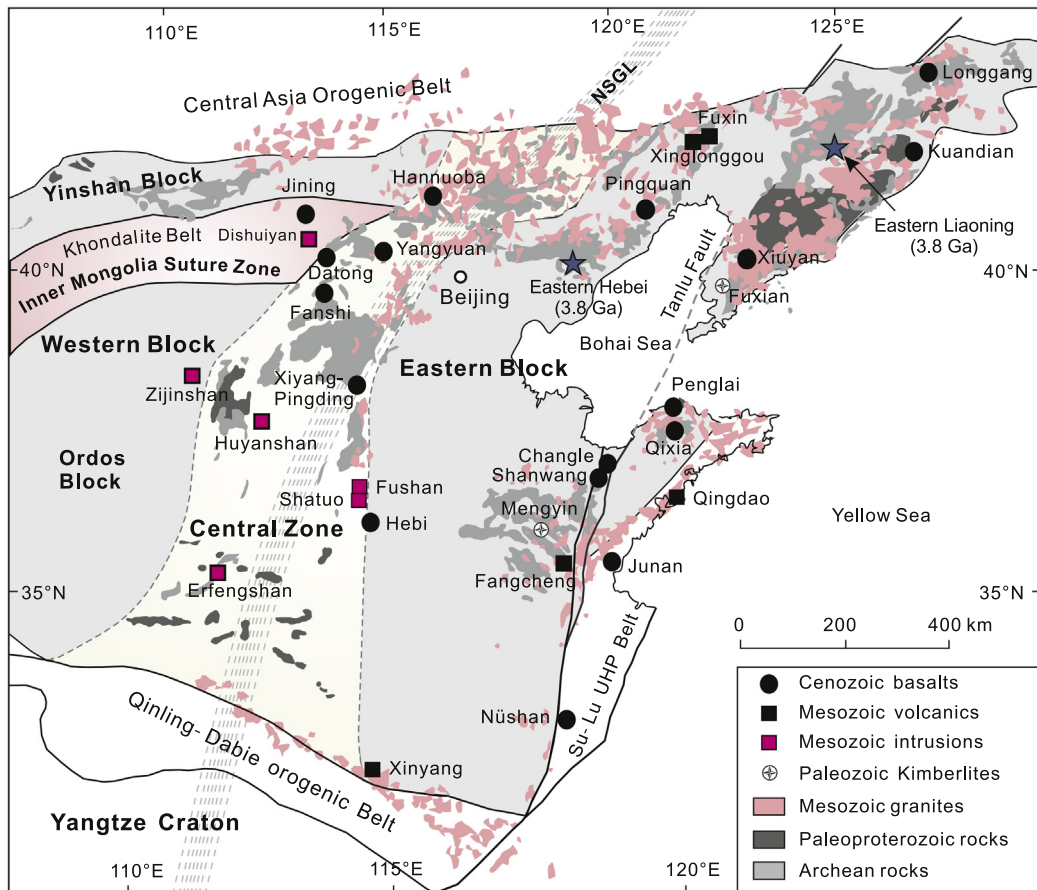 110°E
115°E
120°E
125°E
Central Asia Orogenic Belt
NSGL
Longgang
Fuxin
Xinglonggou
Kuandian
Yinshan Block
Jining
Hannuoba
Pingquan
Khondalite Belt
Dishuiyan
Eastern Liaoning
(3.8 Ga)
Inner Mongolia Suture Zone
Datong
Yangyuan
Tanlu Fault
Xiuyan
40°N
40°N
Fanshi
Beijing
Eastern Hebei
(3.8 Ga)
Fuxian
Western Block
Eastern Block
Bohai Sea
Zijinshan
Xiyang-
Pingding
Penglai
Huyanshan
Qixia
Ordos
Block
Changle
Shanwang
Fushan
Shatuo
Mengyin
Qingdao
Central Zone
Hebi
Yellow Sea
Erfengshan
Fangcheng
Junan
35°N
35°N
0 200 400 km
Su- Lu UHP Belt
Nüshan
Qinling- Dabie orogenic Belt
Xinyang
Yangtze Craton
110°E
115°E
120°E
Cenozoic basalts
Mesozoic volcanics
Mesozoic intrusions
Paleozoic Kimberlites
Mesozoic granites
Paleoproterozoic rocks
Archean rocks